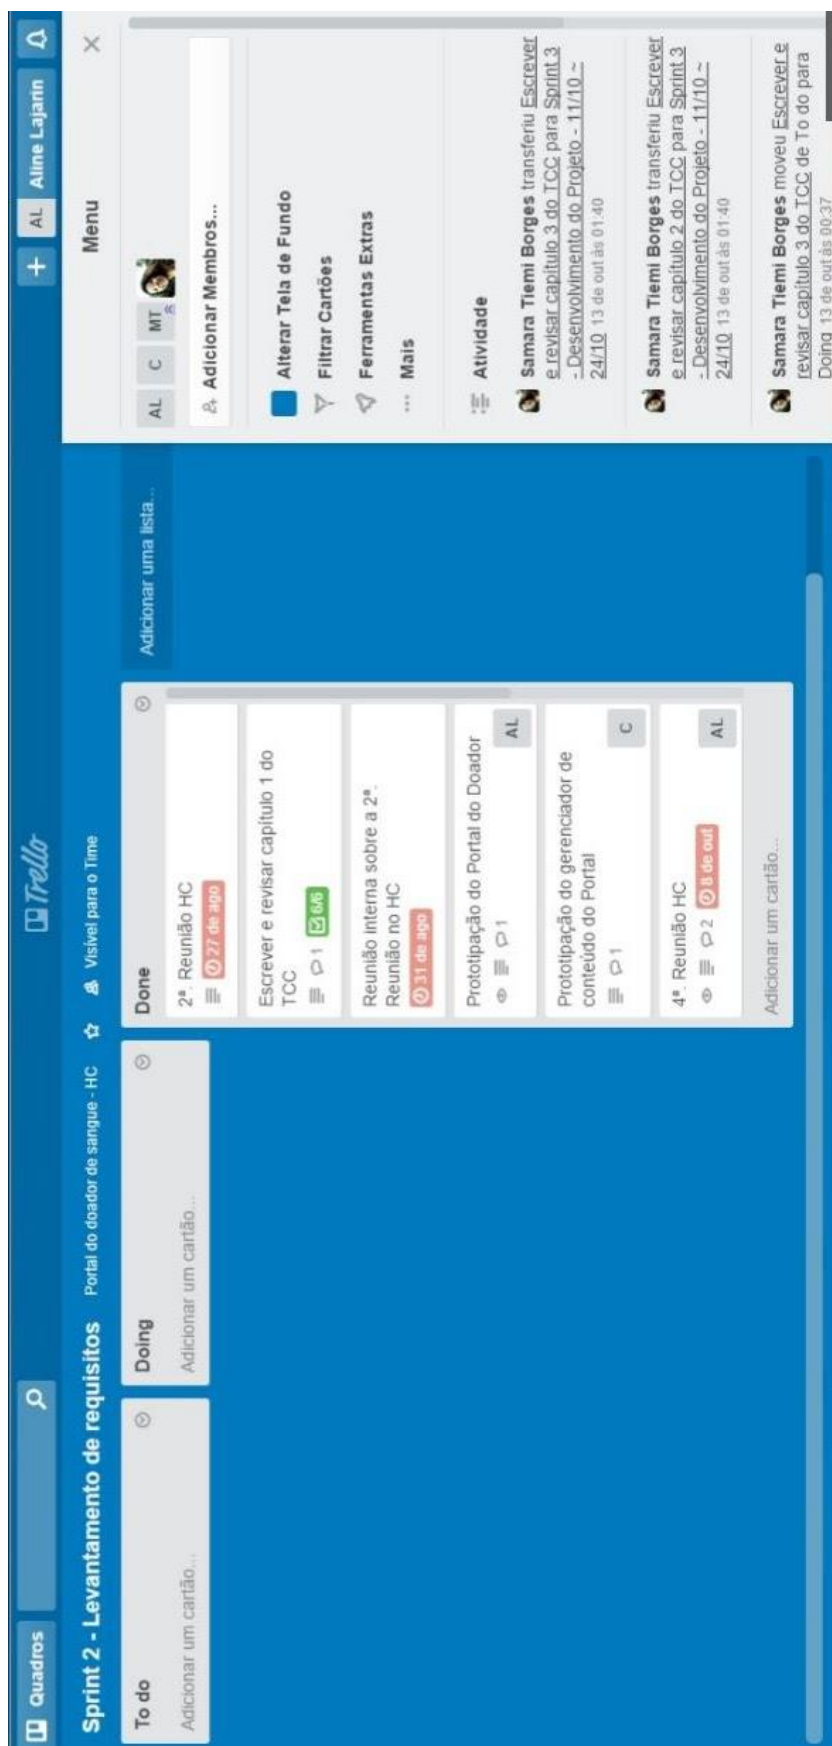 Quadros
Trello
+
AL
Aline Lajarin
Sprint 2 - Levantamento de requisitos
Portal do doador de sangue - HC
Visível para o Time
To do
Adicionar um cartão...
Doing
Adicionar um cartão...
Done
2ª. Reunião HC
27 de ago
Escrever e revisar capítulo 1 do
TCC
1
6/6
Reunião interna sobre a 2ª.
Reunião no HC
31 de ago
Prototipação do Portal do Doador
1
AL
Prototipação do gerenciador de
conteúdo do Portal
1
C
4ª. Reunião HC
2
8 de out
AL
Adicionar um cartão...
Adicionar uma lista...
Menu
AL
C
MT
Adicionar Membros...
Alterar Tela de Fundo
Filtrar Cartões
Ferramentas Extras
Mais
Atividade
Samara Tiemi Borges transferiu Escrever
e revisar capítulo 3 do TCC para Sprint 3
- Desenvolvimento do Projeto - 11/10 ~
24/10 13 de out às 01:40
Samara Tiemi Borges transferiu Escrever
e revisar capítulo 2 do TCC para Sprint 3
- Desenvolvimento do Projeto - 11/10 ~
24/10 13 de out às 01:40
Samara Tiemi Borges moveu Escrever e
revisar capítulo 3 do TCC de To do para
Doing 13 de out às 00:37